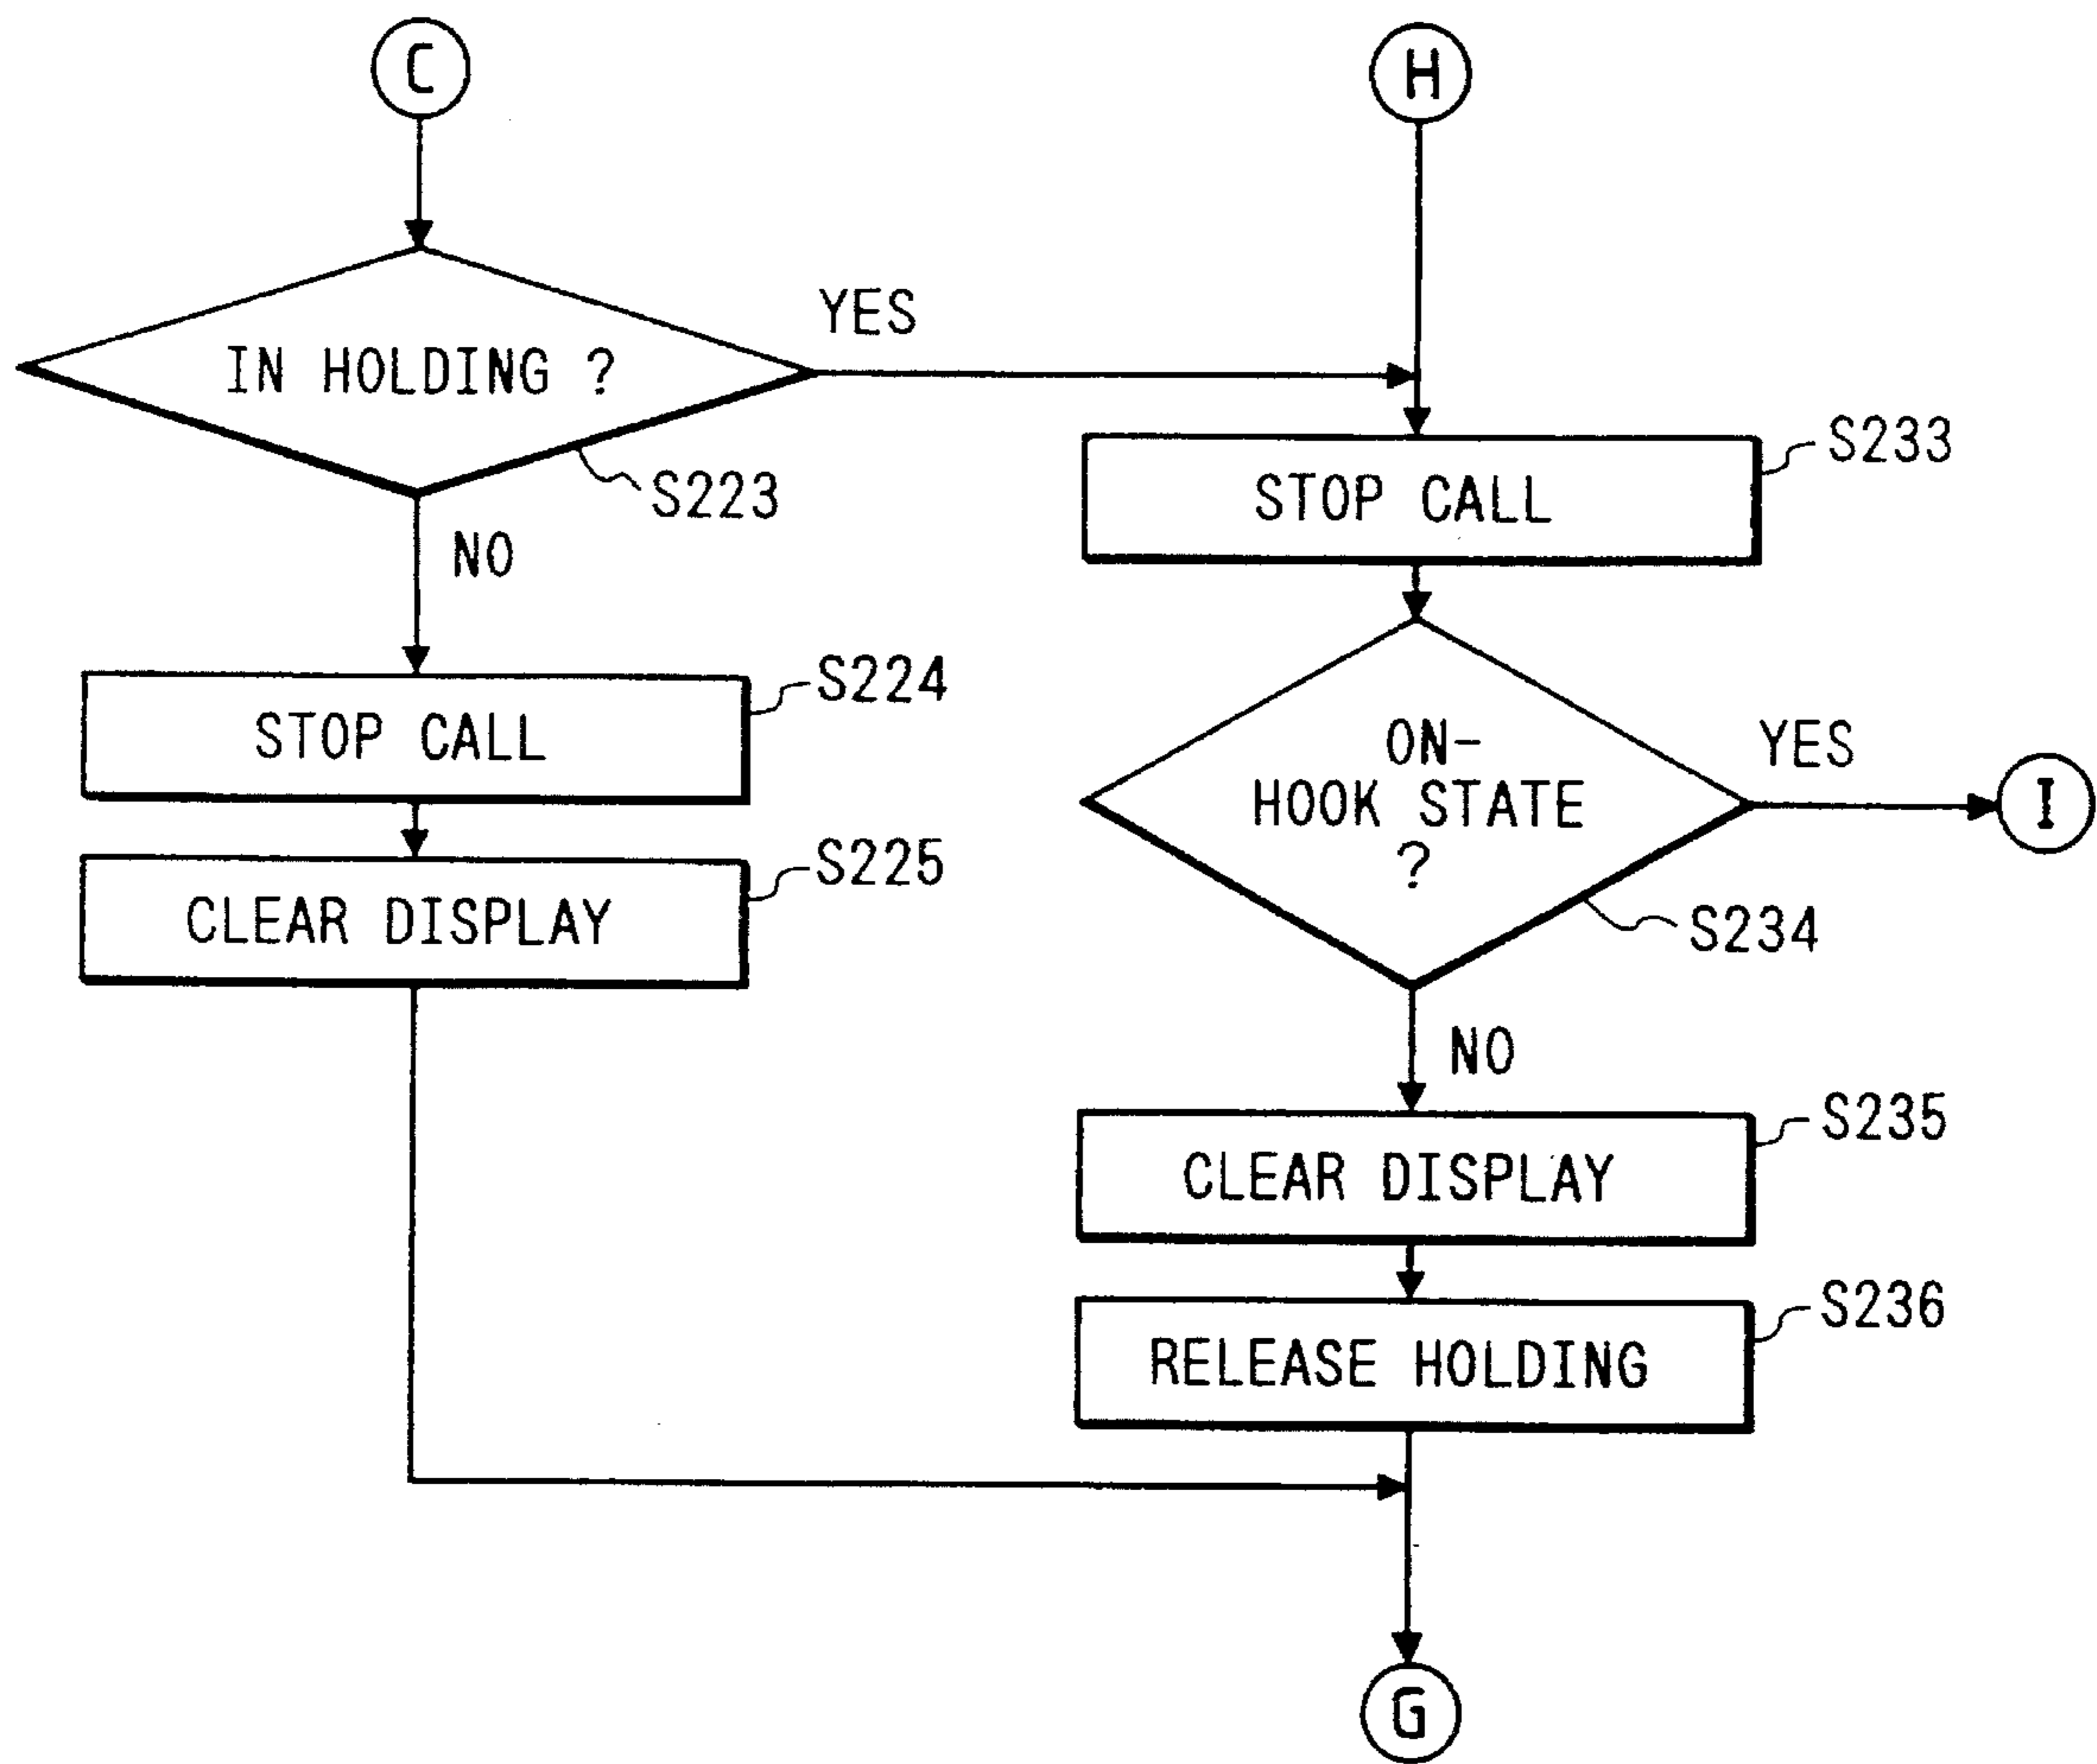 C
H
IN HOLDING ?
YES
S223
NO
S233
STOP CALL
S224
STOP CALL
ON-
HOOK STATE
?
YES
I
S234
S225
CLEAR DISPLAY
NO
S235
CLEAR DISPLAY
S236
RELEASE HOLDING
G